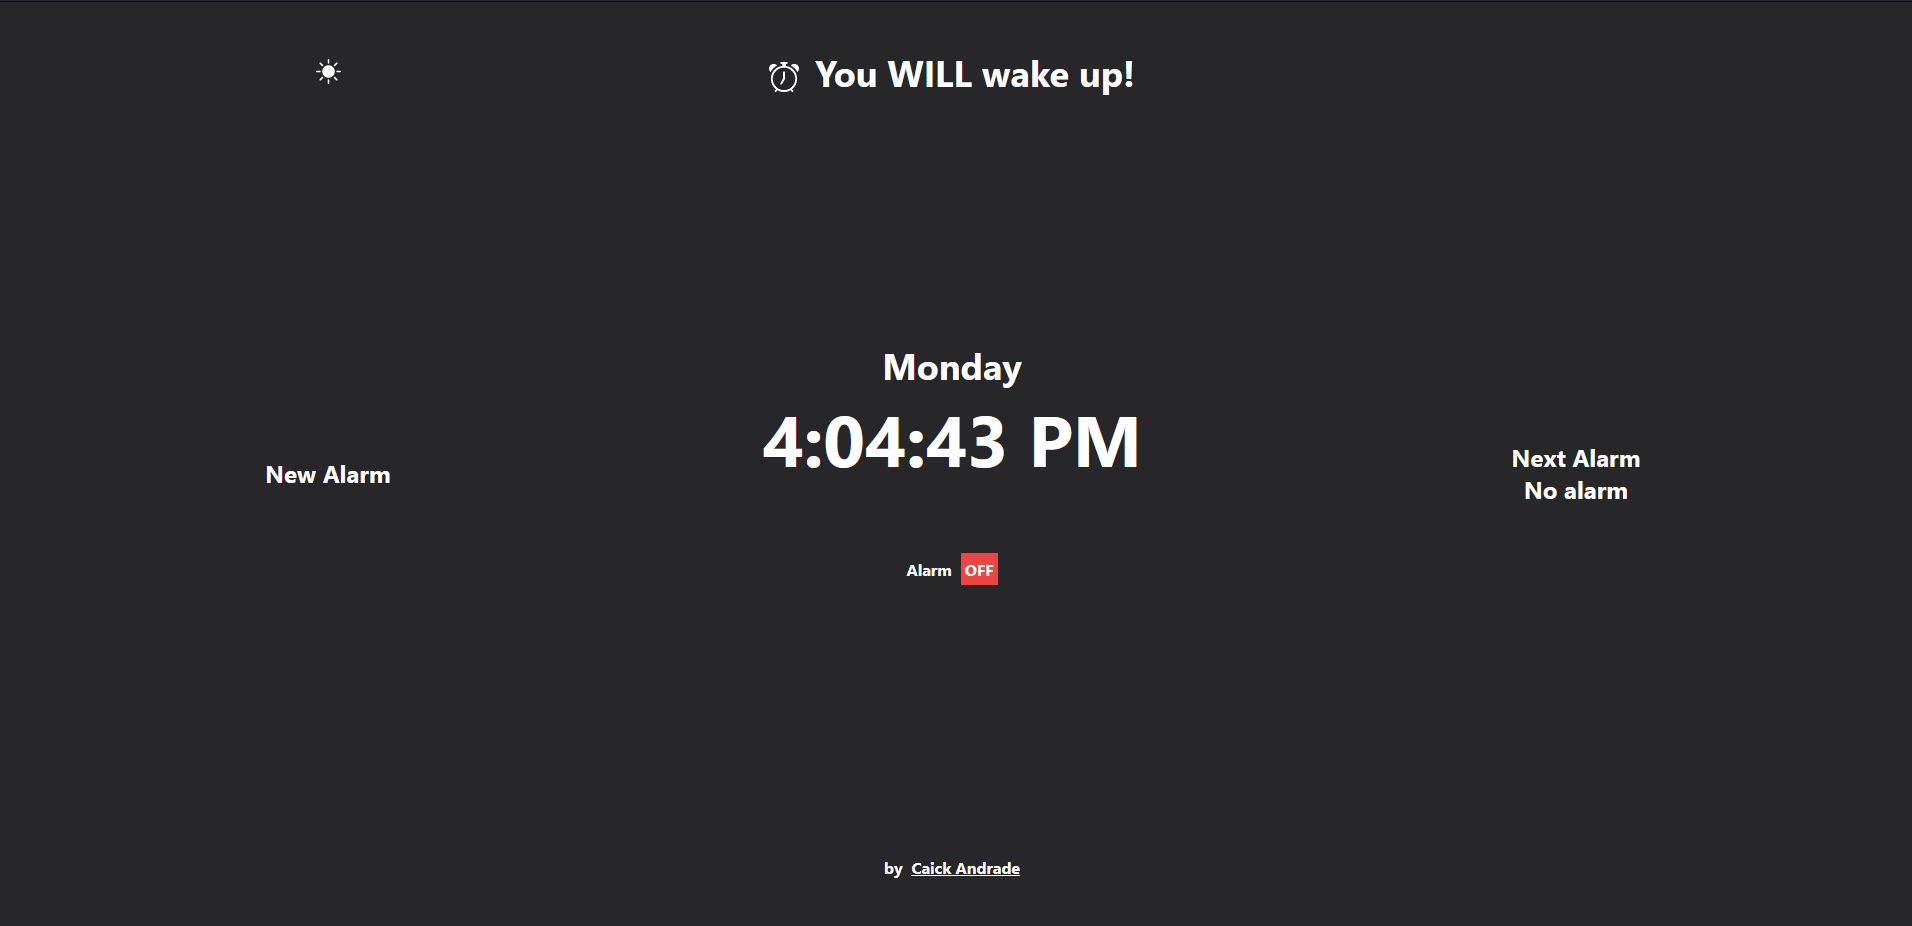 You WILL wake up!
Monday
4:04:43 PM
New Alarm
Next Alarm
No alarm
Alarm OFF
by Caick Andrade